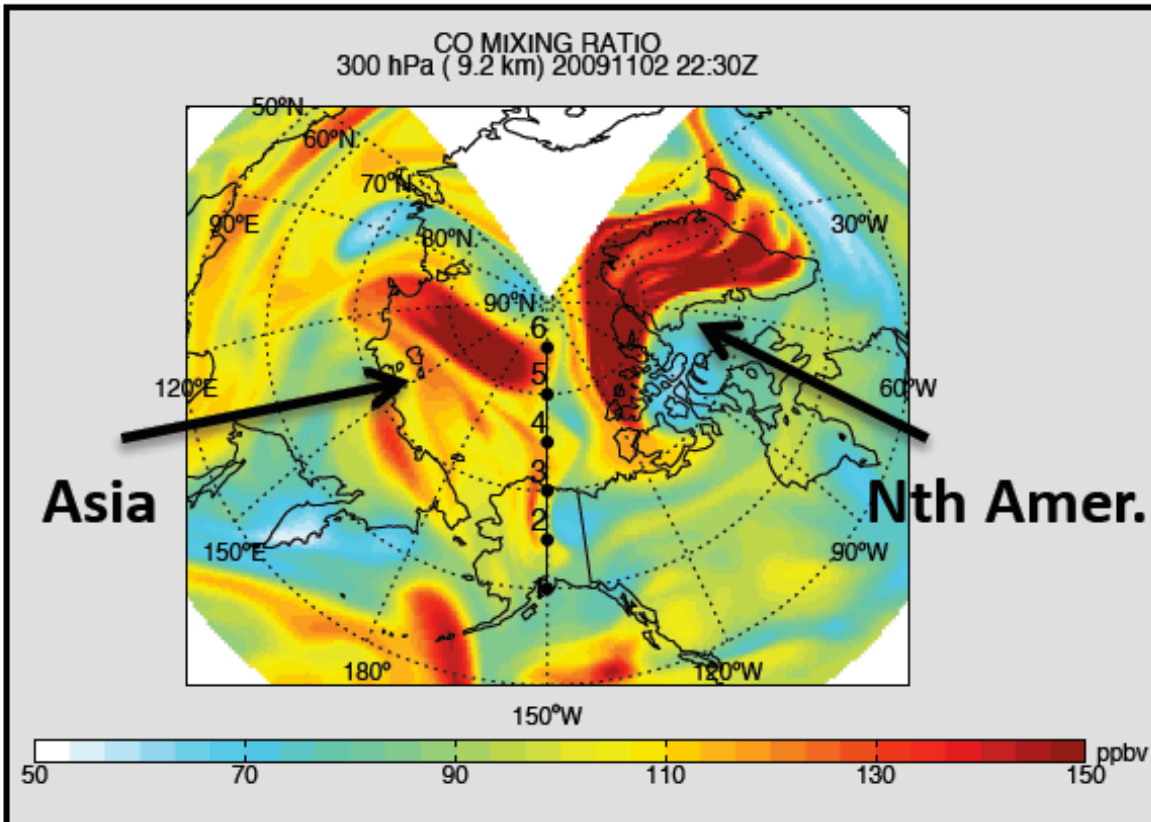 CO MIXING RATIO
300 hPa ( 9.2 km) 20091102 22:30Z
50ºN.
60ºN.
70ºN.
80ºN.
90ºN
90ºE
30ºW
6
5
4
3
2
120ºE
60ºW
Asia
Nth Amer.
150ºE
90ºW
180º
120ºW
150ºW
50 70 90 110 130 150 ppbv